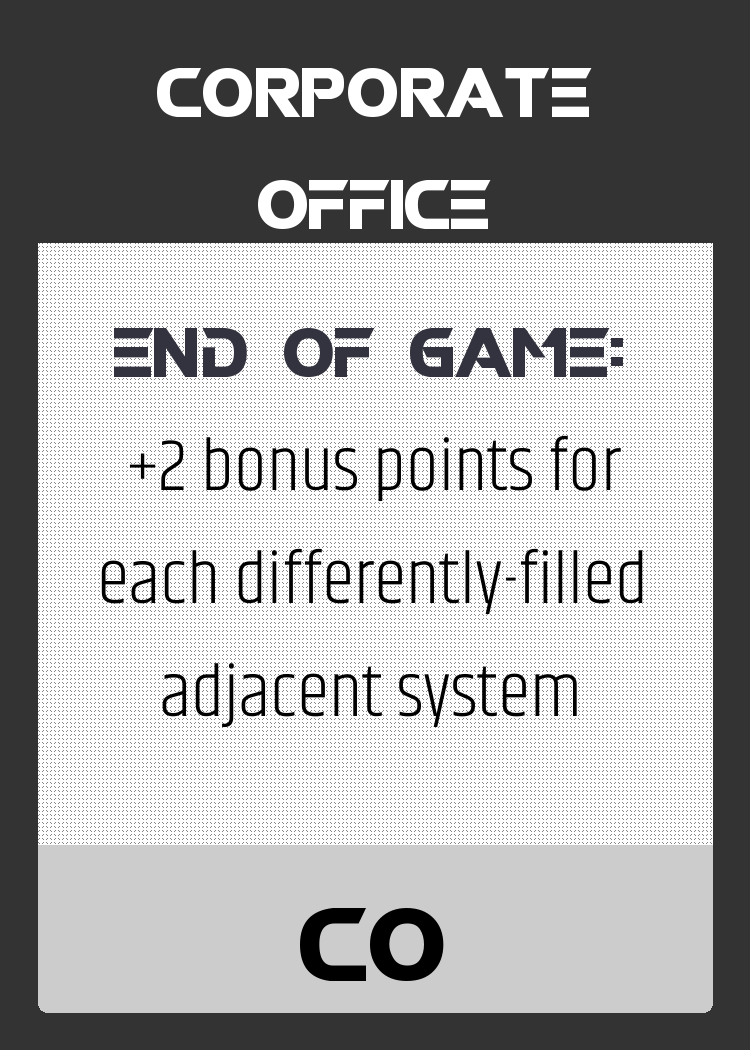 CORPORATE
OFFICE
END OF GAME:
+2 bonus points for
each differently-filled
adjacent system
CO